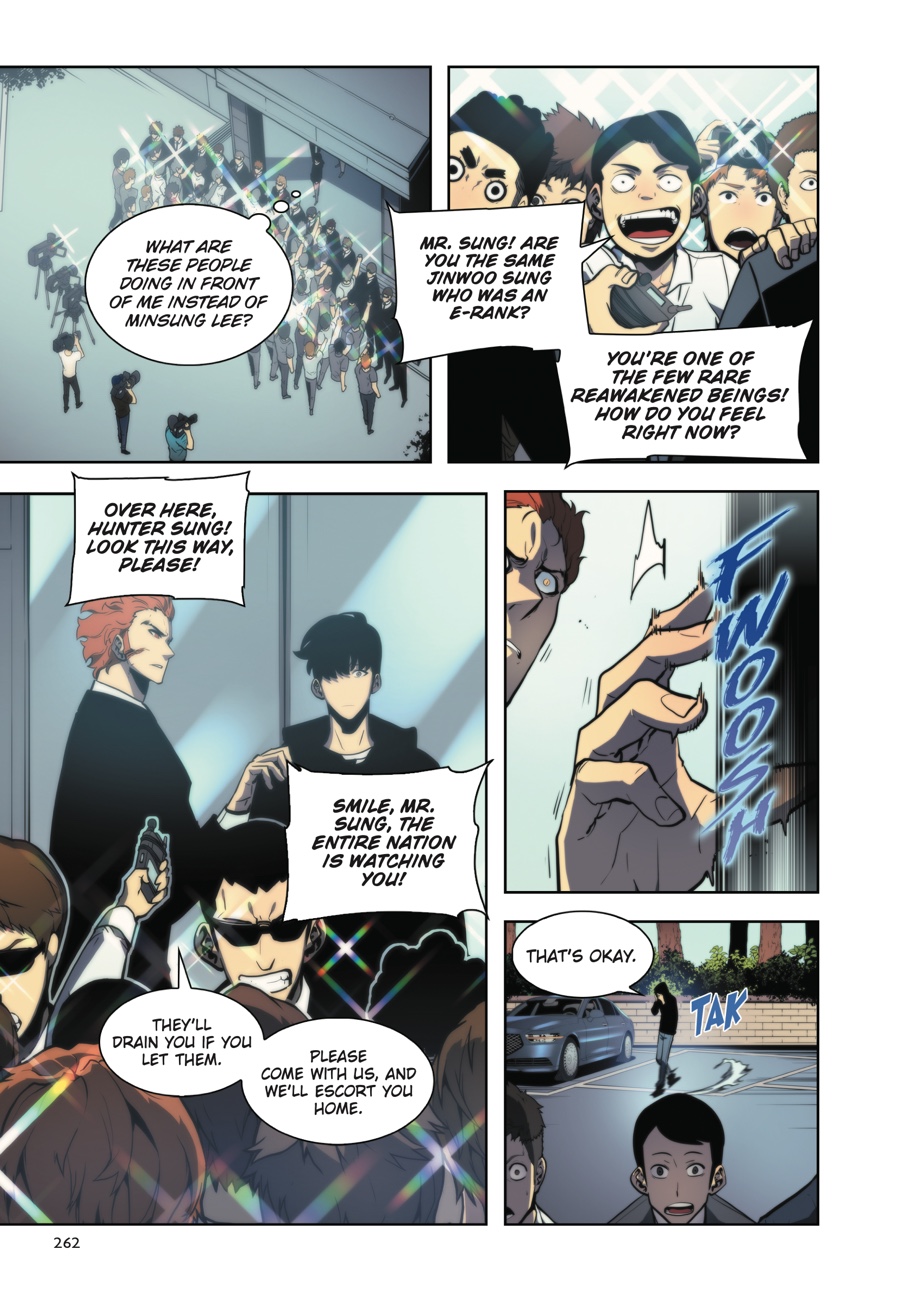 WHAT ARE
THESE PEOPLE
DOING IN FRONT
OF ME INSTEAD OF
MINSUNG LEE?
MR. SUNG! ARE
YOU THE SAME
JINWOO SUNG
WHO WAS AN
E-RANK?
YOU'RE ONE OF
THE FEW RARE
REAWAKENED BEINGS!
HOW DO YOU FEEL
RIGHT NOW?
OVER HERE,
HUNTER SUNG!
LOOK THIS WAY,
PLEASE!
SMILE, MR.
SUNG, THE
ENTIRE NATION
IS WATCHING
YOU!
THEY'LL
DRAIN YOU IF YOU
LET THEM.
PLEASE
COME WITH US, AND
WE'LL ESCORT YOU
HOME.
FWOOSH
THAT'S OKAY.
TAK
262